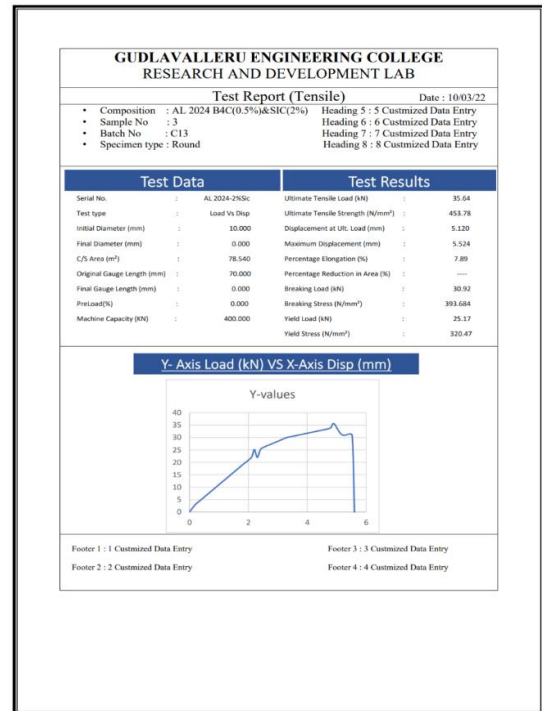 GUDLAVALLERU ENGINEERING COLLEGE
RESEARCH AND DEVELOPMENT LAB
Test Report (Tensile) Date : 10/03/22
• Composition : AL 2024 B4C(0.5%)&SIC(2%) Heading 5 : 5 Custmized Data Entry
• Sample No : 3 Heading 6 : 6 Custmized Data Entry
• Batch No : C13 Heading 7 : 7 Custmized Data Entry
• Specimen type : Round Heading 8 : 8 Custmized Data Entry
Test Data Test Results
Serial No. : AL 2024-2%Sic Ultimate Tensile Load (kN) : 35.64
Test type : Load Vs Disp Ultimate Tensile Strength (N/mm²) : 453.78
Initial Diameter (mm) : 10.000 Displacement at Ult. Load (mm) : 5.120
Final Diameter (mm) : 0.000 Maximum Displacement (mm) : 5.524
C/S Area (m²) : 78.540 Percentage Elongation (%) : 7.89
Original Gauge Length (mm) : 70.000 Percentage Reduction in Area (%) : ----
Final Gauge Length (mm) : 0.000 Breaking Load (kN) : 30.92
PreLoad(%) : 0.000 Breaking Stress (N/mm²) : 393.684
Machine Capacity (KN) : 400.000 Yield Load (kN) : 25.17
Yield Stress (N/mm²) : 320.47
Y- Axis Load (kN) VS X-Axis Disp (mm)
Y-values
40
35
30
25
20
15
10
5
0
0 2 4 6
Footer 1 : 1 Custmized Data Entry Footer 3 : 3 Custmized Data Entry
Footer 2 : 2 Custmized Data Entry Footer 4 : 4 Custmized Data Entry